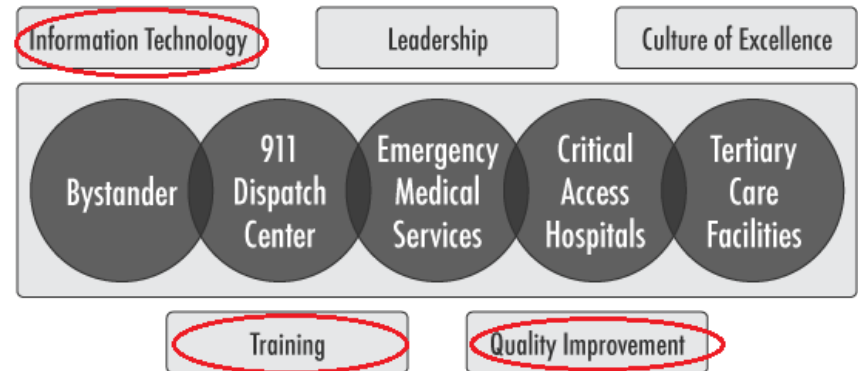 Information Technology
Leadership
Culture of Excellence
Bystander
911
Dispatch
Center
Emergency
Medical
Services
Critical
Access
Hospitals
Tertiary
Care
Facilities
Training
Quality Improvement